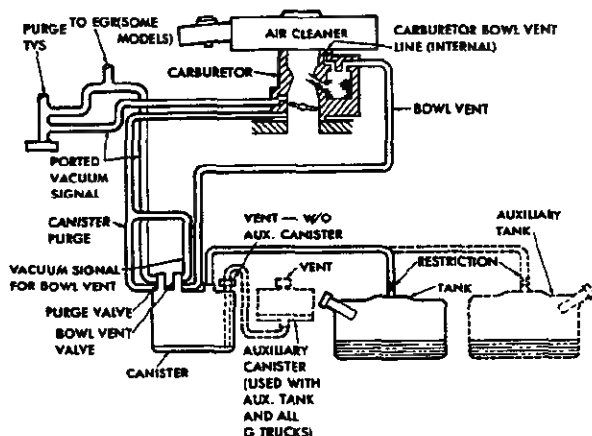 TO EGR(SOME
MODELS)
PURGE
TVS
AIR CLEANER
CARBURETOR BOWL VENT
LINE (INTERNAL)
CARBURETOR
BOWL VENT
PORTED
VACUUM
SIGNAL
CANISTER
PURGE
VENT — W/O
AUX. CANISTER
AUXILIARY
TANK
VACUUM SIGNAL
FOR BOWL VENT
VENT
RESTRICTION
TANK
PURGE VALVE
BOWL VENT
VALVE
CANISTER
AUXILIARY
CANISTER
(USED WITH
AUX. TANK
AND ALL
G TRUCKS)